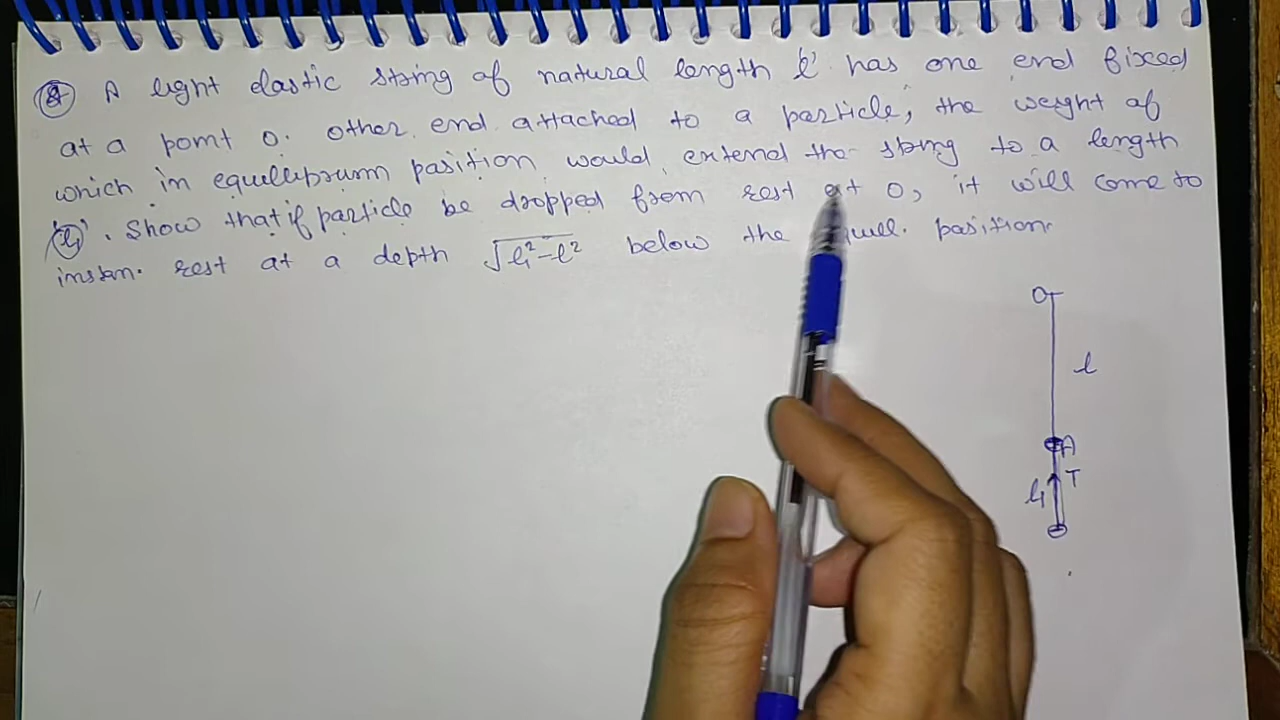 Q. A light elastic string of natural length 'l' has one end fixed
at a point O. Other end attached to a particle, the weight of
which in equillibrium position would extend the string to a length
'l₁'. Show that if particle be dropped from rest at O, it will come to
instan. rest at a depth √l₁²-l² below the equil. position.
O
l
A
T
l₁